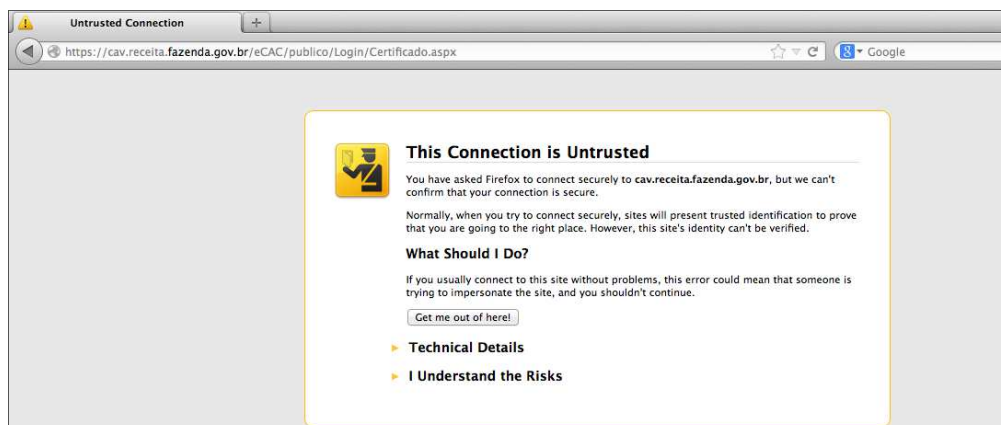 Untrusted Connection
https://cav.receita.fazenda.gov.br/eCAC/publico/Login/Certificado.aspx
Google
This Connection is Untrusted
You have asked Firefox to connect securely to cav.receita.fazenda.gov.br, but we can't
confirm that your connection is secure.
Normally, when you try to connect securely, sites will present trusted identification to prove
that you are going to the right place. However, this site's identity can't be verified.
What Should I Do?
If you usually connect to this site without problems, this error could mean that someone is
trying to impersonate the site, and you shouldn't continue.
Get me out of here!
Technical Details
I Understand the Risks